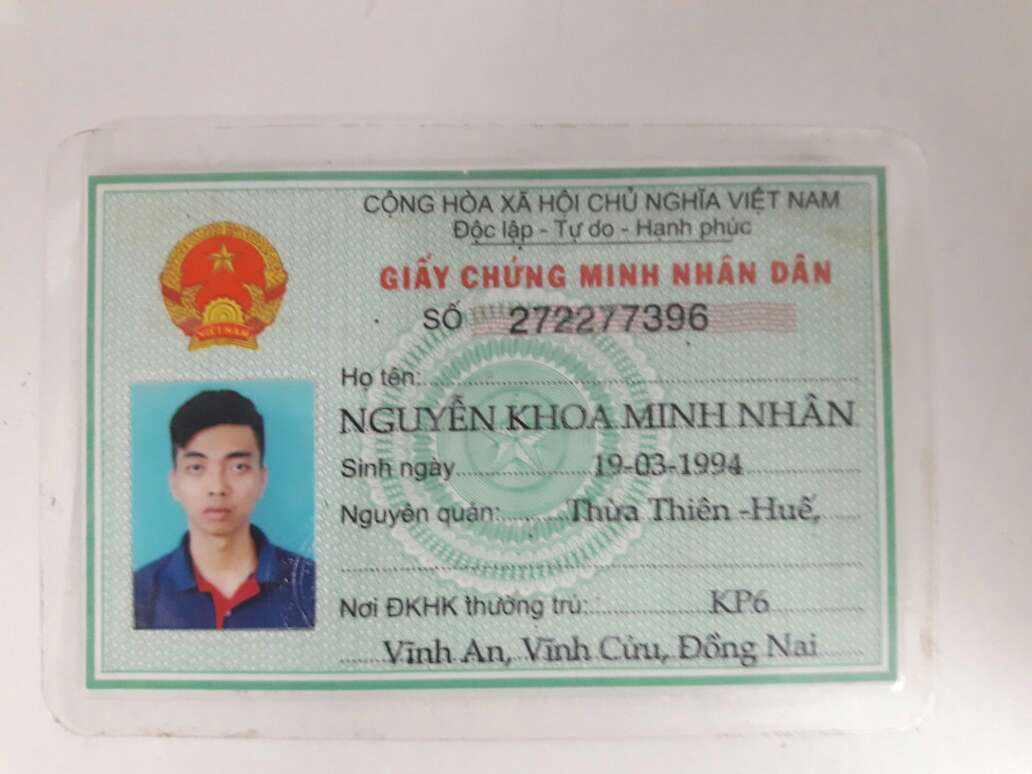 CỘNG HÒA XÃ HỘI CHỦ NGHĨA VIỆT NAM
Độc lập - Tự do - Hạnh phúc
GIẤY CHỨNG MINH NHÂN DÂN
SỐ 272277396
VIỆT NAM
Họ tên:
NGUYỄN KHOA MINH NHÂN
Sinh ngày 19-03-1994
Nguyên quán: Thừa Thiên -Huế,
Nơi ĐKHK thường trú: KP6
Vĩnh An, Vĩnh Cửu, Đồng Nai